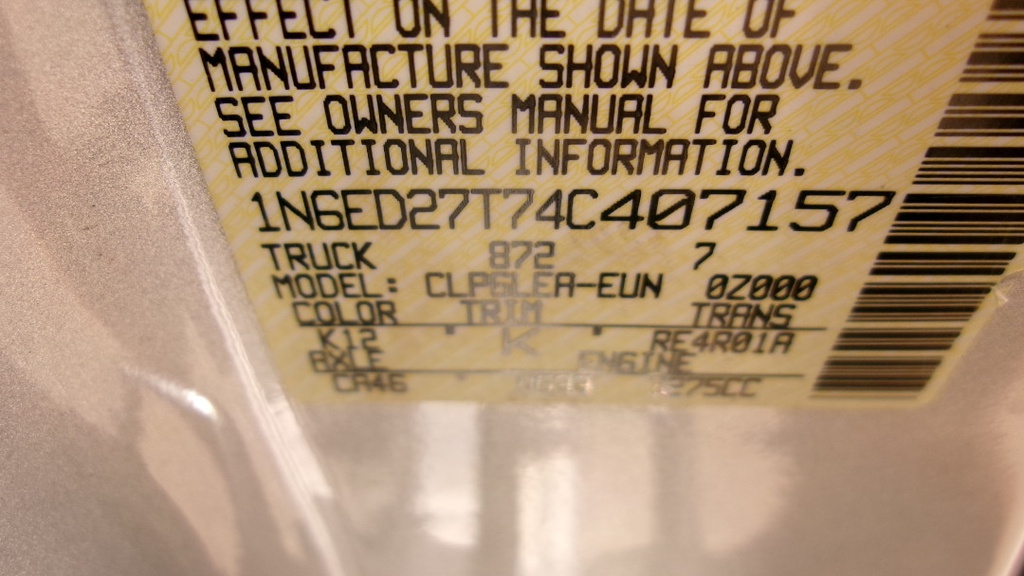 EFFECT ON THE DATE OF
MANUFACTURE SHOWN ABOVE.
SEE OWNERS MANUAL FOR
ADDITIONAL INFORMATION.
1N6ED27T74C407157
TRUCK 872 7
MODEL: CLPGLEA-EUN 0Z000
COLOR TRIM TRANS
K12 K RE4R01A
AXLE ENGINE
CA46 3275CC